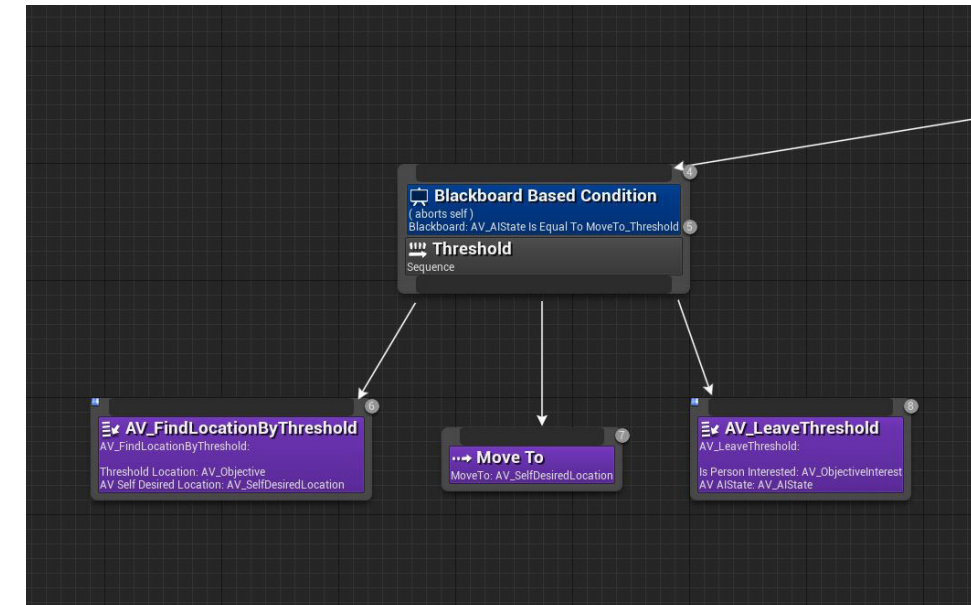 4
Blackboard Based Condition
( aborts self )
Blackboard: AV_AIState Is Equal To MoveTo_Threshold
5
Threshold
Sequence
6
AV_FindLocationByThreshold
AV_FindLocationByThreshold:
Threshold Location: AV_Objective
AV Self Desired Location: AV_SelfDesiredLocation
7
Move To
MoveTo: AV_SelfDesiredLocation
8
AV_LeaveThreshold
AV_LeaveThreshold:
Is Person Interested: AV_ObjectiveInterest
AV AIState: AV_AIState